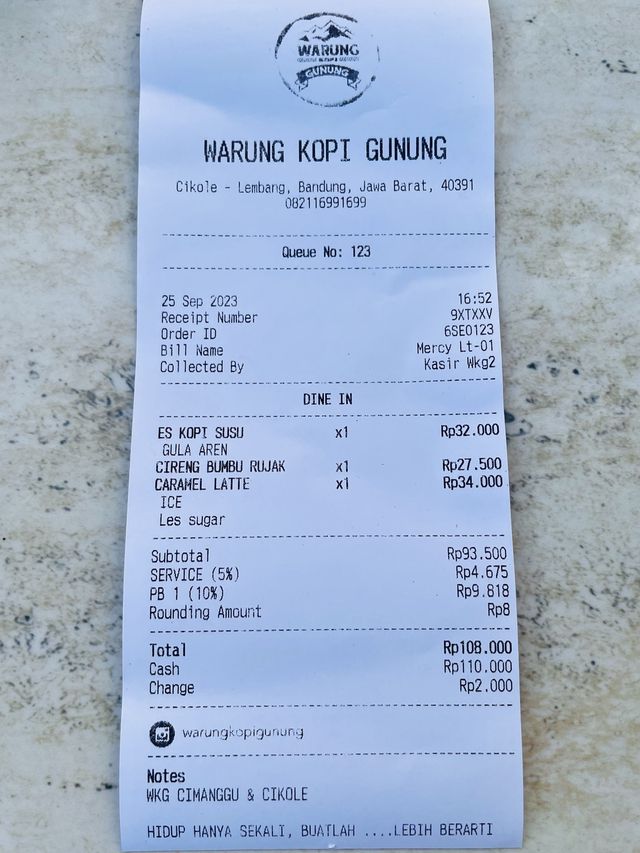 WARUNG
GUNUNG
WARUNG KOPI GUNUNG
Cikole - Lembang, Bandung, Jawa Barat, 40391
082116991699
Queue No: 123
25 Sep 2023 16:52
Receipt Number 9XTXXV
Order ID 6SE0123
Bill Name Mercy Lt-01
Collected By Kasir Wkg2
DINE IN
ES KOPI SUSU x1 Rp32.000
GULA AREN
CIRENG BUMBU RUJAK x1 Rp27.500
CARAMEL LATTE x1 Rp34.000
ICE
Les sugar
Subtotal Rp93.500
SERVICE (5%) Rp4.675
PB 1 (10%) Rp9.818
Rounding Amount Rp8
Total Rp108.000
Cash Rp110.000
Change Rp2.000
warungkopigunung
Notes
WKG CIMANGGU & CIKOLE
HIDUP HANYA SEKALI, BUATLAH ....LEBIH BERARTI